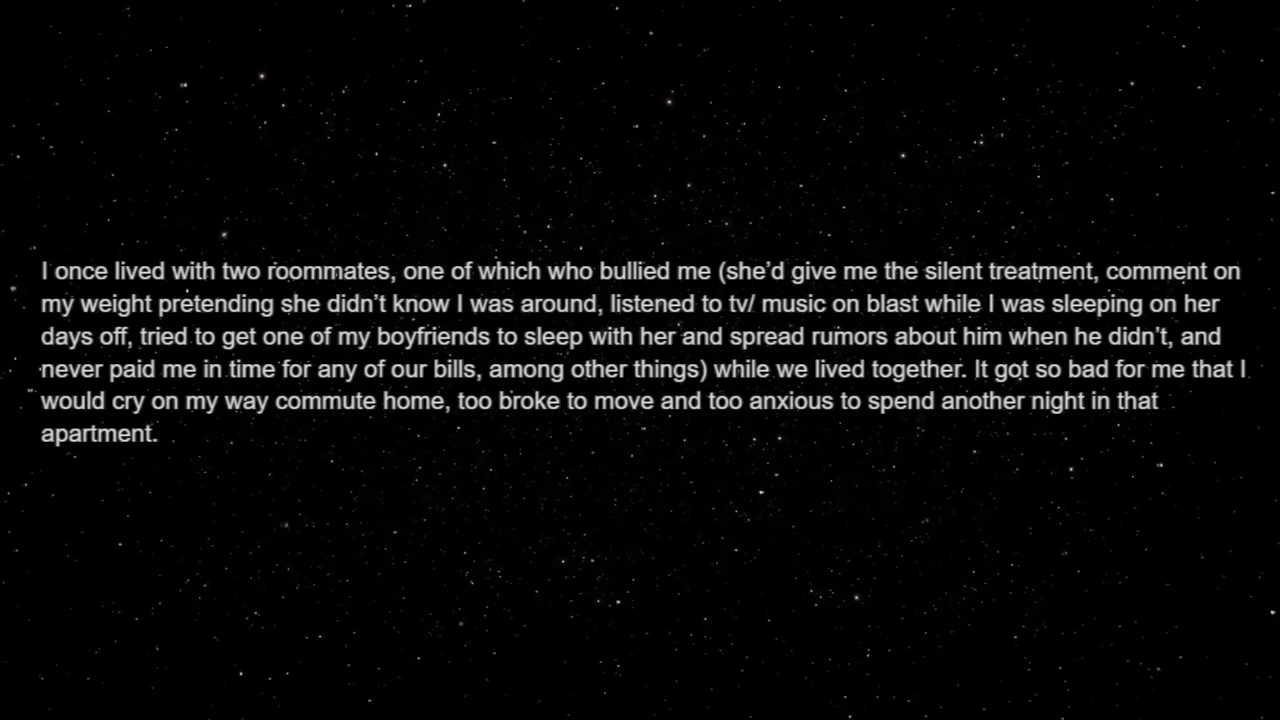 I once lived with two roommates, one of which who bullied me (she’d give me the silent treatment, comment on
my weight pretending she didn’t know I was around, listened to tv/ music on blast while I was sleeping on her
days off, tried to get one of my boyfriends to sleep with her and spread rumors about him when he didn’t, and
never paid me in time for any of our bills, among other things) while we lived together. It got so bad for me that I
would cry on my way commute home, too broke to move and too anxious to spend another night in that
apartment.